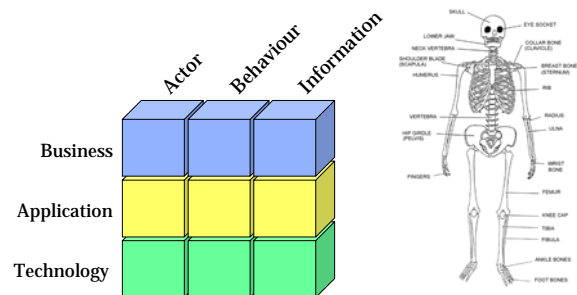 Actor
Behaviour
Information
Business
Application
Technology
SKULL
EYE SOCKET
LOWER JAW
NECK VERTEBRA
SHOULDER BLADE
(SCAPULA)
HUMERUS
COLLAR BONE
(CLAVICLE)
BREAST BONE
(STERNUM)
RIB
VERTEBRA
RADIUS
ULNA
HIP GIRDLE
(PELVIS)
WRIST
BONE
FINGERS
FEMUR
KNEE CAP
TIBIA
FIBULA
ANKLE BONES
FOOT BONES